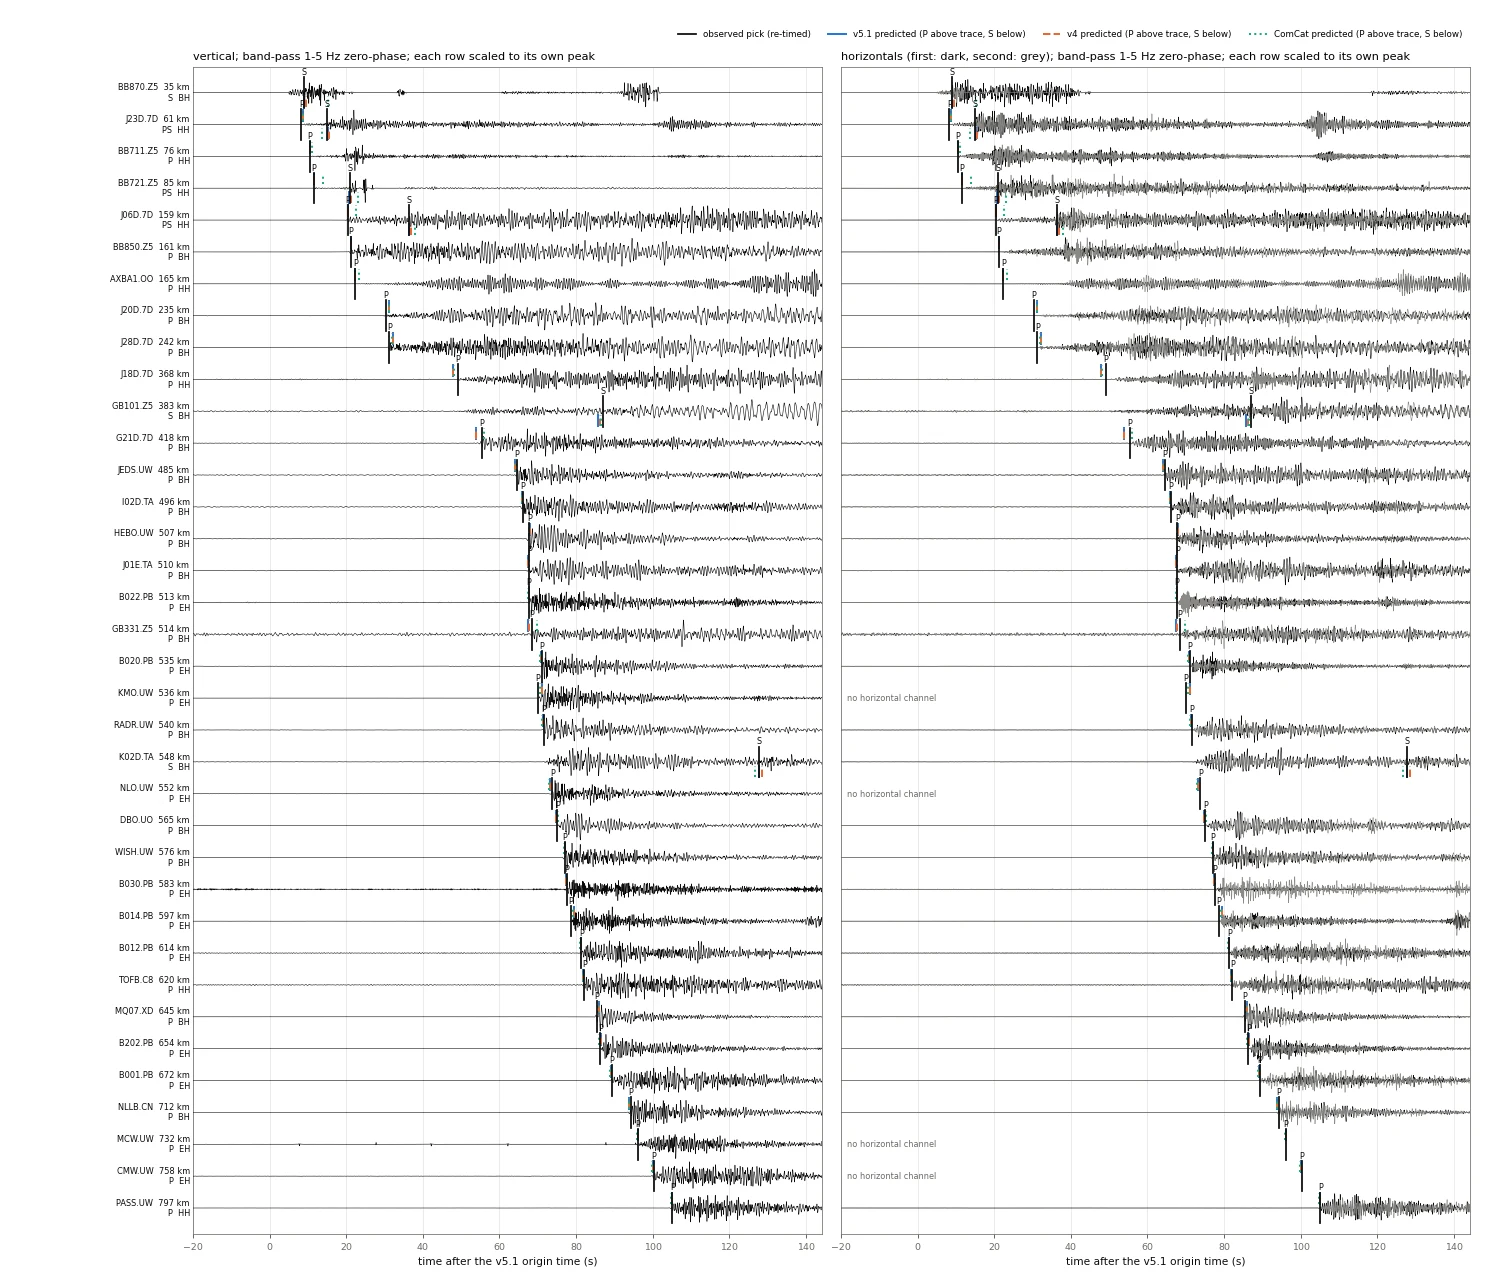 observed pick (re-timed)
v5.1 predicted (P above trace, S below)
v4 predicted (P above trace, S below)
ComCat predicted (P above trace, S below)
vertical; band-pass 1-5 Hz zero-phase; each row scaled to its own peak
horizontals (first: dark, second: grey); band-pass 1-5 Hz zero-phase; each row scaled to its own peak
BB870.Z5 35 km
S BH
J23D.7D 61 km
PS HH
BB711.Z5 76 km
P HH
BB721.Z5 85 km
PS HH
J06D.7D 159 km
PS HH
BB850.Z5 161 km
P BH
AXBA1.OO 165 km
P HH
J20D.7D 235 km
P BH
J28D.7D 242 km
P BH
J18D.7D 368 km
P HH
GB101.Z5 383 km
S BH
G21D.7D 418 km
P BH
JEDS.UW 485 km
P BH
I02D.TA 496 km
P BH
HEBO.UW 507 km
P BH
J01E.TA 510 km
P BH
B022.PB 513 km
P EH
GB331.Z5 514 km
P BH
B020.PB 535 km
P EH
KMO.UW 536 km
P EH
no horizontal channel
RADR.UW 540 km
P BH
K02D.TA 548 km
S BH
NLO.UW 552 km
P EH
no horizontal channel
DBO.UO 565 km
P BH
WISH.UW 576 km
P BH
B030.PB 583 km
P EH
B014.PB 597 km
P EH
B012.PB 614 km
P EH
TOFB.C8 620 km
P HH
MQ07.XD 645 km
P BH
B202.PB 654 km
P EH
B001.PB 672 km
P EH
NLLB.CN 712 km
P BH
MCW.UW 732 km
P EH
no horizontal channel
CMW.UW 758 km
P EH
no horizontal channel
PASS.UW 797 km
P HH
−20 0 20 40 60 80 100 120 140
−20 0 20 40 60 80 100 120 140
time after the v5.1 origin time (s)
time after the v5.1 origin time (s)